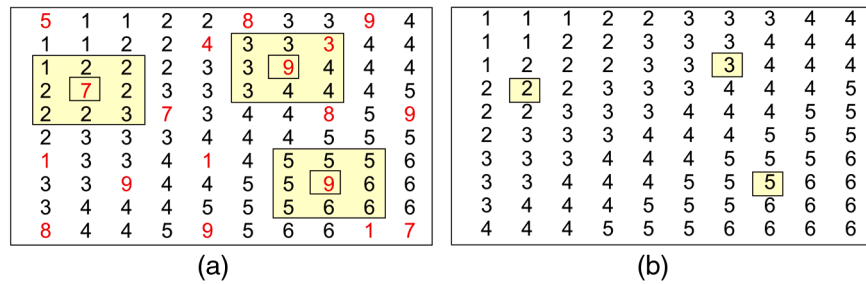 5 1 1 2 2 8 3 3 9 4
1 1 2 2 4 3 3 3 4 4
1 2 2 2 3 3 9 4 4 4
2 7 2 3 3 3 4 4 4 5
2 2 3 7 3 4 4 8 5 9
2 3 3 3 4 4 4 5 5 5
1 3 3 4 1 4 5 5 5 6
3 3 9 4 4 5 5 9 6 6
3 4 4 4 5 5 5 6 6 6
8 4 4 5 9 5 6 6 1 7
(a)
1 1 1 2 2 3 3 3 4 4
1 1 2 2 3 3 3 4 4 4
1 2 2 2 3 3 3 4 4 4
2 2 2 3 3 3 4 4 4 5
2 2 3 3 3 4 4 4 5 5
2 3 3 3 4 4 4 5 5 5
3 3 3 4 4 4 5 5 5 6
3 3 4 4 4 5 5 5 6 6
3 4 4 4 5 5 5 6 6 6
4 4 4 5 5 5 6 6 6 6
(b)